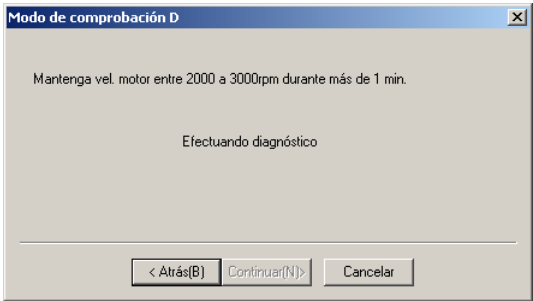 Modo de comprobación D
Mantenga vel. motor entre 2000 a 3000rpm durante más de 1 min.
Efectuando diagnóstico
< Atrás(B) Continuar(N)> Cancelar